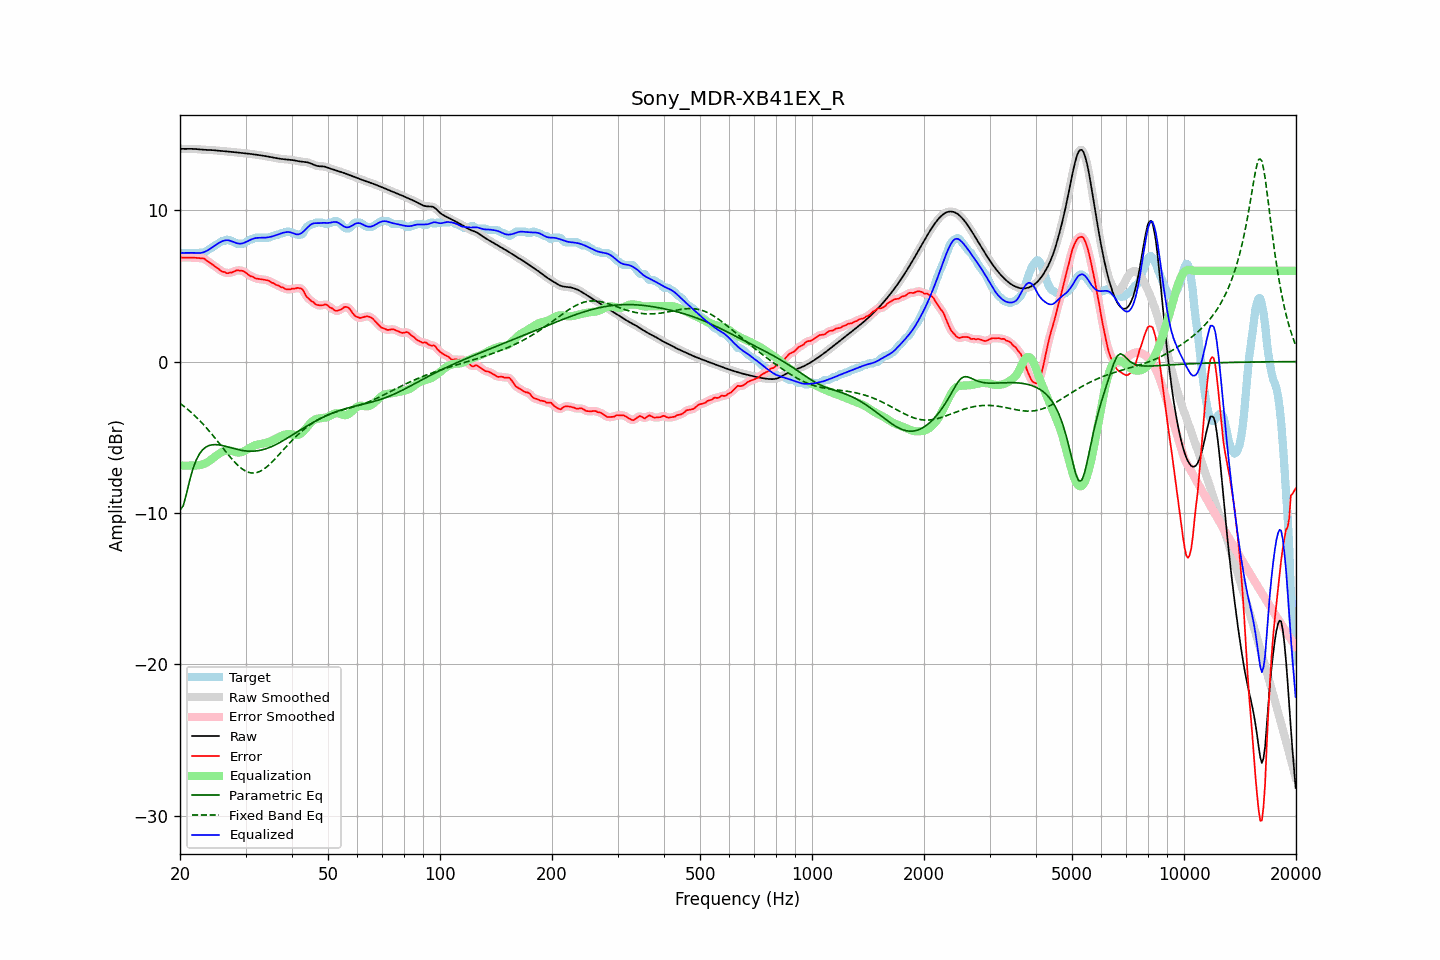 Sony_MDR-XB41EX_R
Amplitude (dBr)
10
0
−10
−20
−30
Target
Raw Smoothed
Error Smoothed
Raw
Error
Equalization
Parametric Eq
Fixed Band Eq
Equalized
20 50 100 200 500 1000 2000 5000 10000 20000
Frequency (Hz)